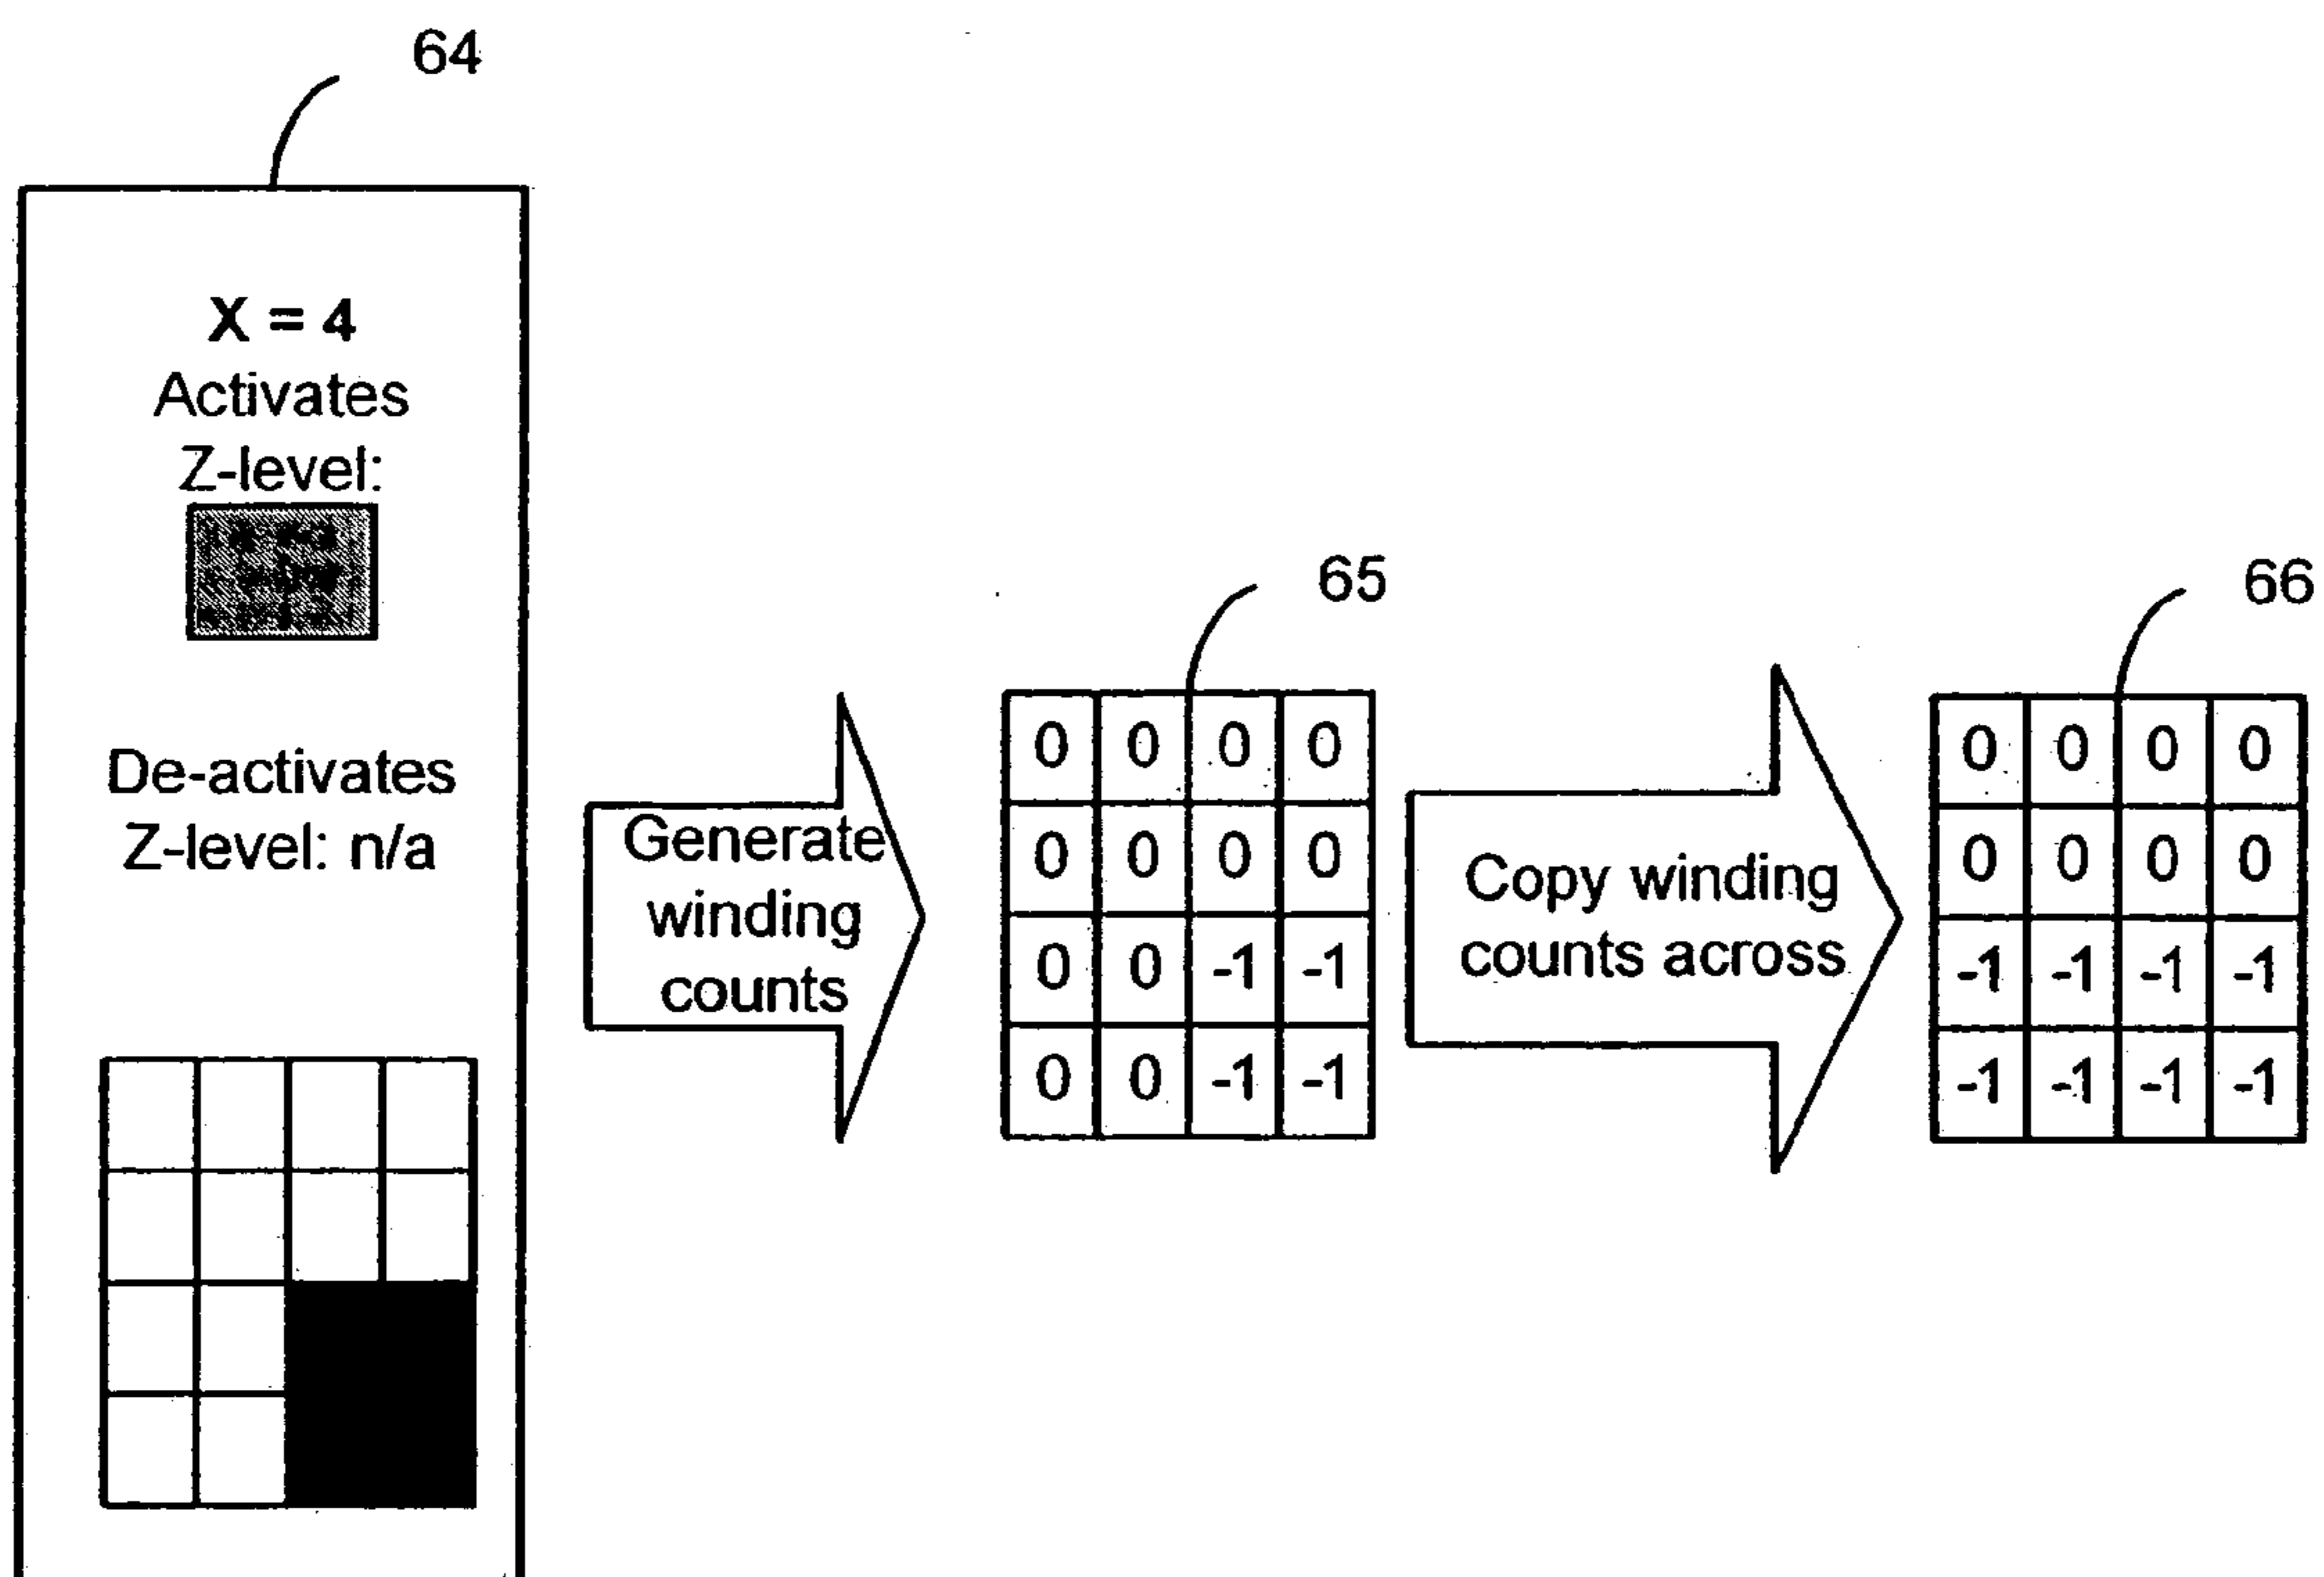 64
X = 4
Activates
Z-level:
De-activates
Z-level: n/a
Generate
winding
counts
65
0 0 0 0
0 0 0 0
0 0 -1 -1
0 0 -1 -1
Copy winding
counts across
66
0 0 0 0
0 0 0 0
-1 -1 -1 -1
-1 -1 -1 -1